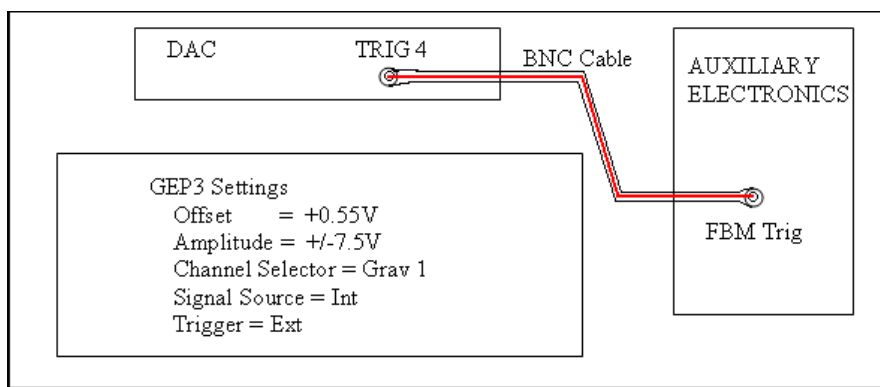 DAC
TRIG 4
BNC Cable
AUXILIARY
ELECTRONICS
FBM Trig
GEP3 Settings
Offset = +0.55V
Amplitude = +/-7.5V
Channel Selector = Grav 1
Signal Source = Int
Trigger = Ext